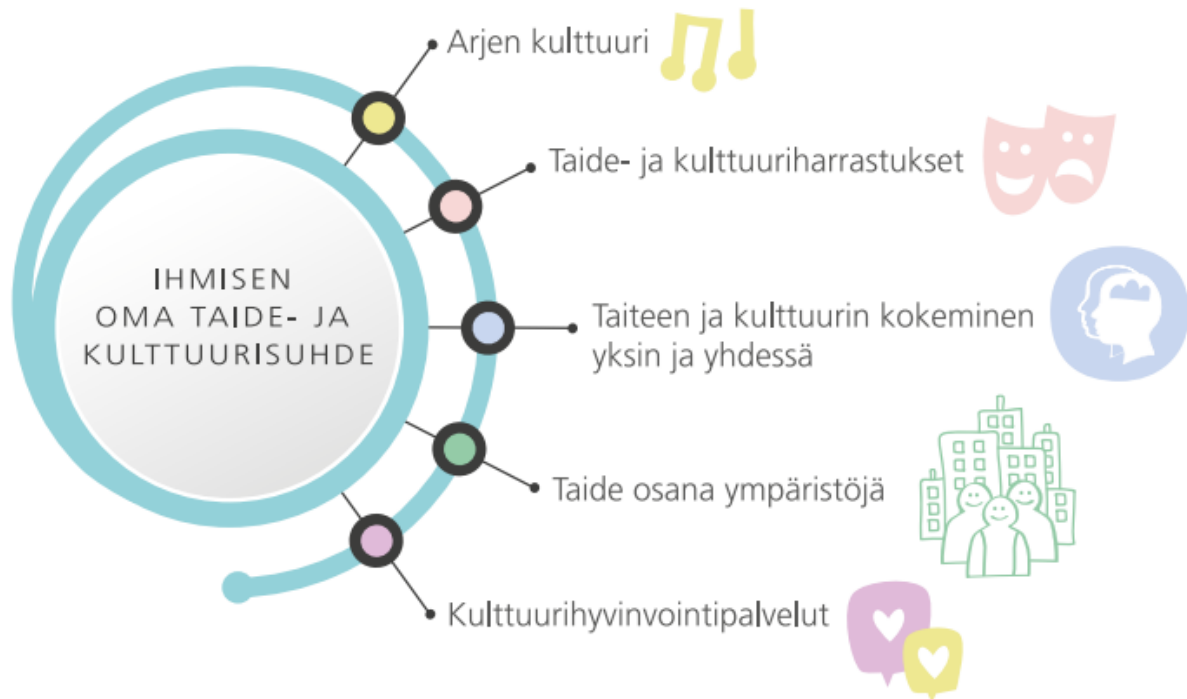 Arjen kulttuuri
Taide- ja kulttuuriharrastukset
IHMISEN
OMA TAIDE- JA
KULTTUURISUHDE
Taiteen ja kulttuurin kokeminen
yksin ja yhdessä
Taide osana ympäristöjä
Kulttuurihyvinvointipalvelut